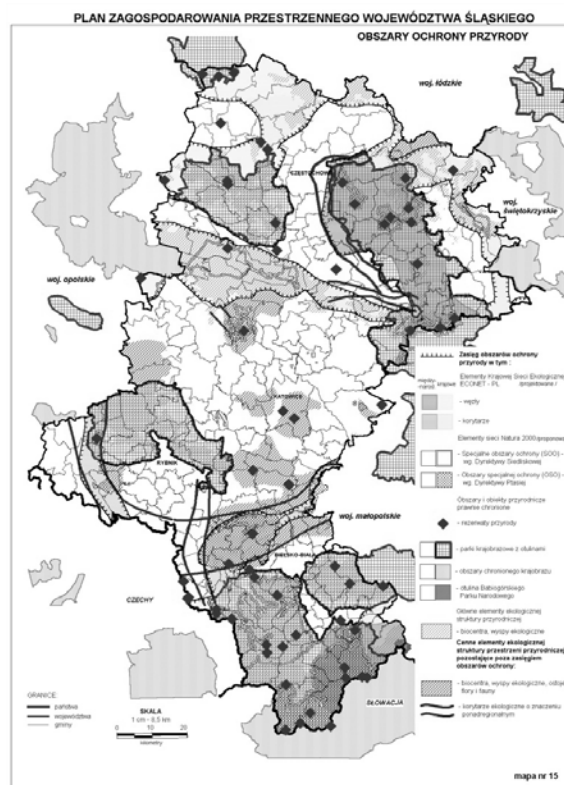 PLAN ZAGOSPODAROWANIA PRZESTRZENNEGO WOJEWÓDZTWA ŚLĄSKIEGO
OBSZARY OCHRONY PRZYRODY
woj. łódzkie
CZĘSTOCHOWA
woj. świętokrzyskie
woj. opolskie
KATOWICE
RYBNIK
woj. małopolskie
BIELSKO-BIAŁA
CZECHY
SŁOWACJA
Zasięg obszarów ochrony
przyrody w tym :
Elementy Krajowej Sieci Ekologicznej
ECONET - PL
krajowe
- węzły
- korytarze
Elementy sieci Natura 2000
- Specjalne obszary ochrony (SOO) -
wg. Dyrektywy Siedliskowej
- Obszary specjalnej ochrony (OSO) -
wg. Dyrektywy Ptasiej
Obszary i obiekty przyrodnicze
prawnie chronione
- rezerwaty przyrody
- parki krajobrazowe z otulinami
- obszary chronionego krajobrazu
- otulina Babiogórskiego
Parku Narodowego
Główne elementy ekologicznej
struktury przyrodniczej
- biocentra, wyspy ekologiczne
Cenne elementy ekologicznej
struktury przestrzeni przyrodniczej
pozostające poza zasięgiem
obszarów ochrony:
- biocentra, wyspy ekologiczne, ostoje
flory i fauny
- korytarze ekologiczne o znaczeniu
ponadregionalnym
GRANICE:
państwa
województwa
gminy
SKALA
1 cm - 8,5 km
10 0 20
kilometry
mapa nr 15